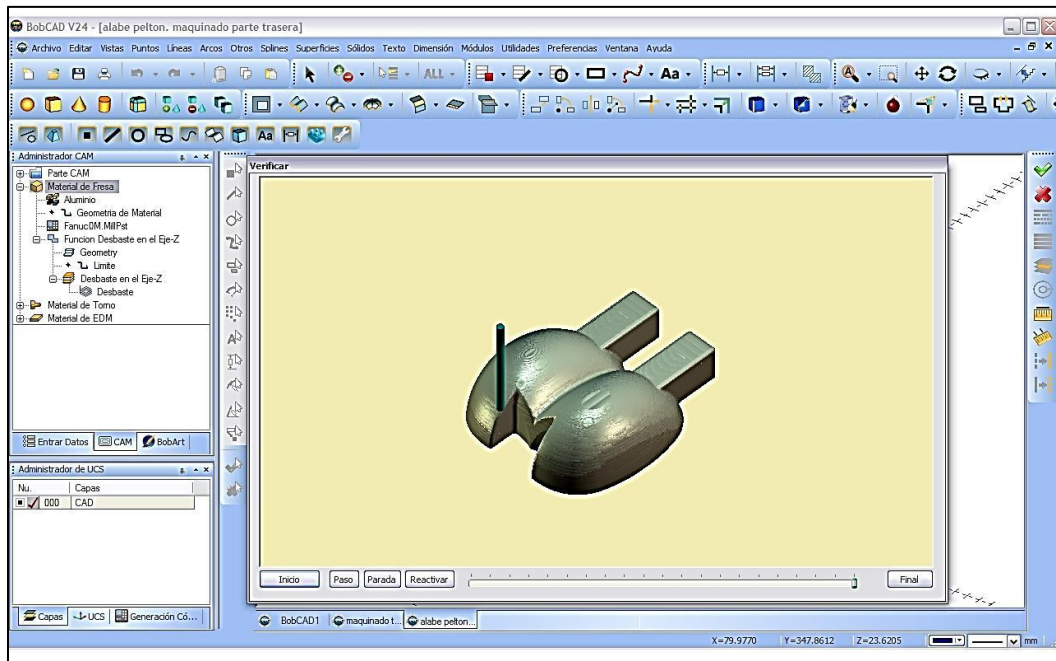 BobCAD V24 - [alabe pelton. maquinado parte trasera]
Archivo Editar Vistas Puntos Líneas Arcos Otros Splines Superficies Sólidos Texto Dimensión Módulos Utilidades Preferencias Ventana Ayuda
ALL
Aa
Aa
Administrador CAM
Parte CAM
Material de Fresa
Aluminio
Geometria de Material
Fanuc0M.MillPst
Funcion Desbaste en el Eje-Z
Geometry
Limite
Desbaste en el Eje-Z
Desbaste
Material de Torno
Material de EDM
Entrar Datos CAM BobArt
Administrador de UCS
Nu. Capas
000 CAD
Capas UCS Generación Có...
Verificar
Inicio Paso Parada Reactivar Final
BobCAD1 maquinado t... alabe pelton...
X=79.9770 Y=347.8612 Z=23.6205 mm